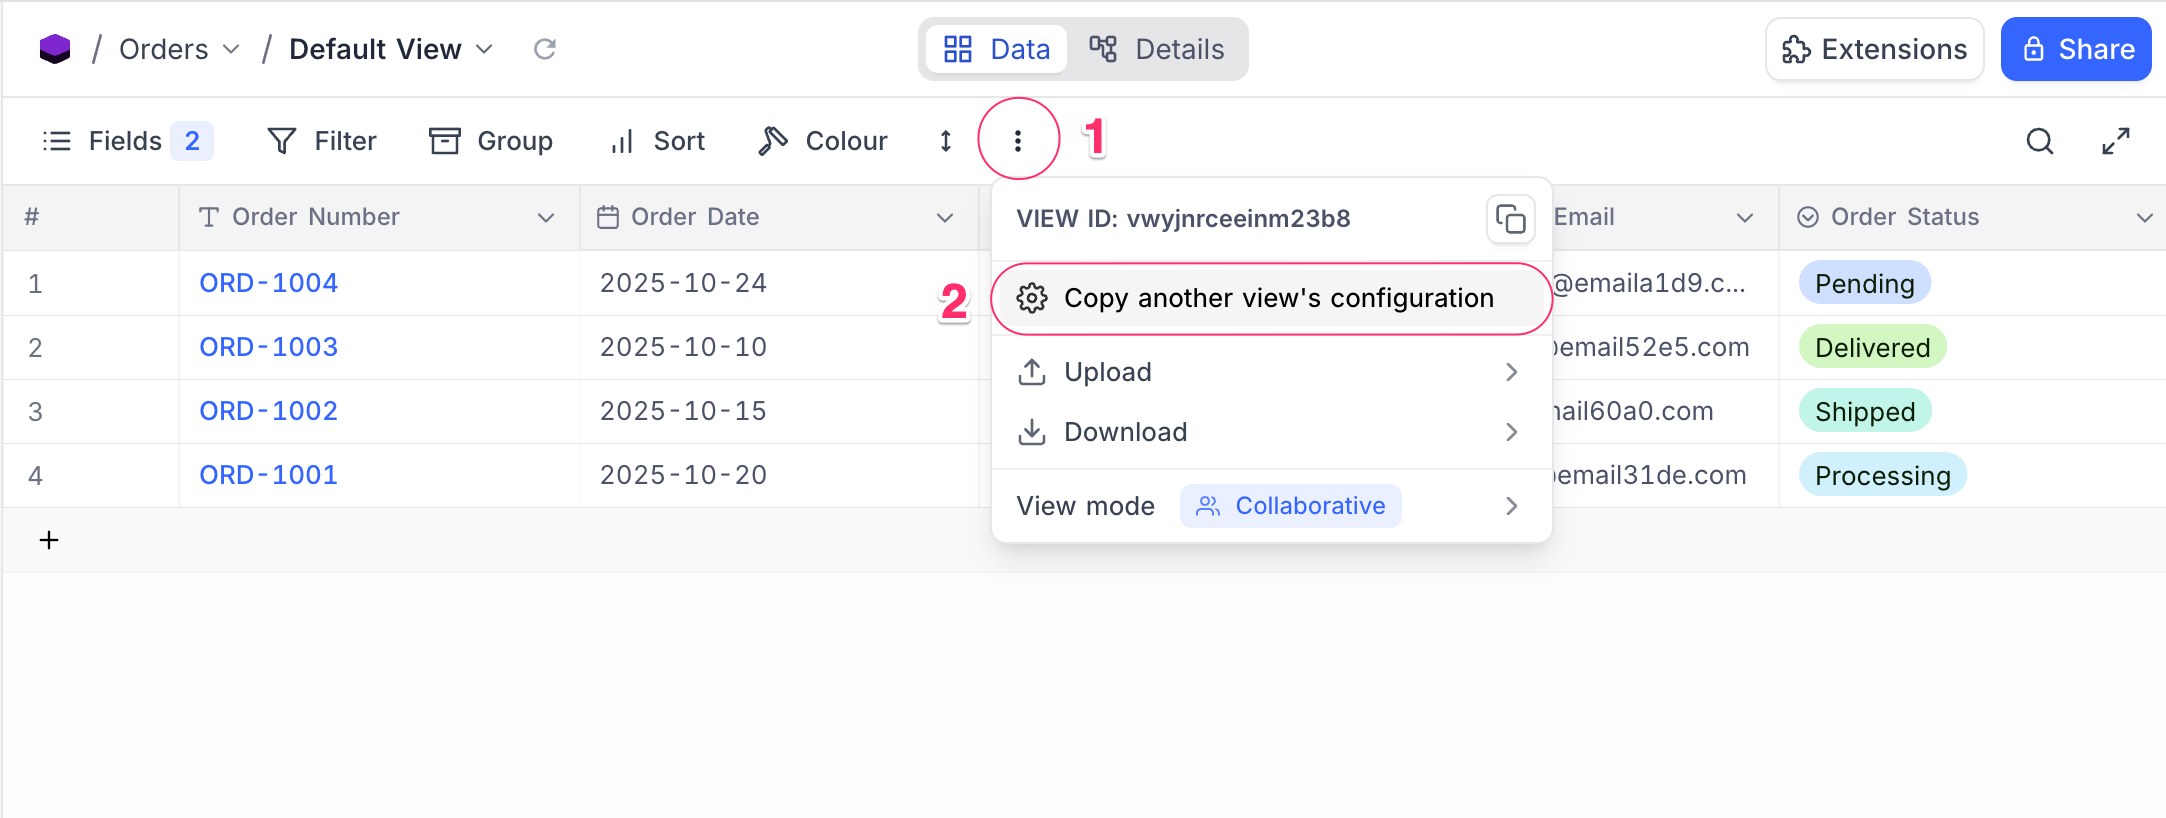 / Orders / Default View Data Details Extensions Share
Fields 2 Filter Group Sort Colour 1
# Order Number Order Date Email Order Status
VIEW ID: vwyjnrceeinm23b8
1 ORD-1004 2025-10-24 @emaila1d9.c... Pending
2 Copy another view's configuration
2 ORD-1003 2025-10-10 email52e5.com Delivered
Upload
3 ORD-1002 2025-10-15 ail60a0.com Shipped
Download
4 ORD-1001 2025-10-20 email31de.com Processing
View mode Collaborative
+